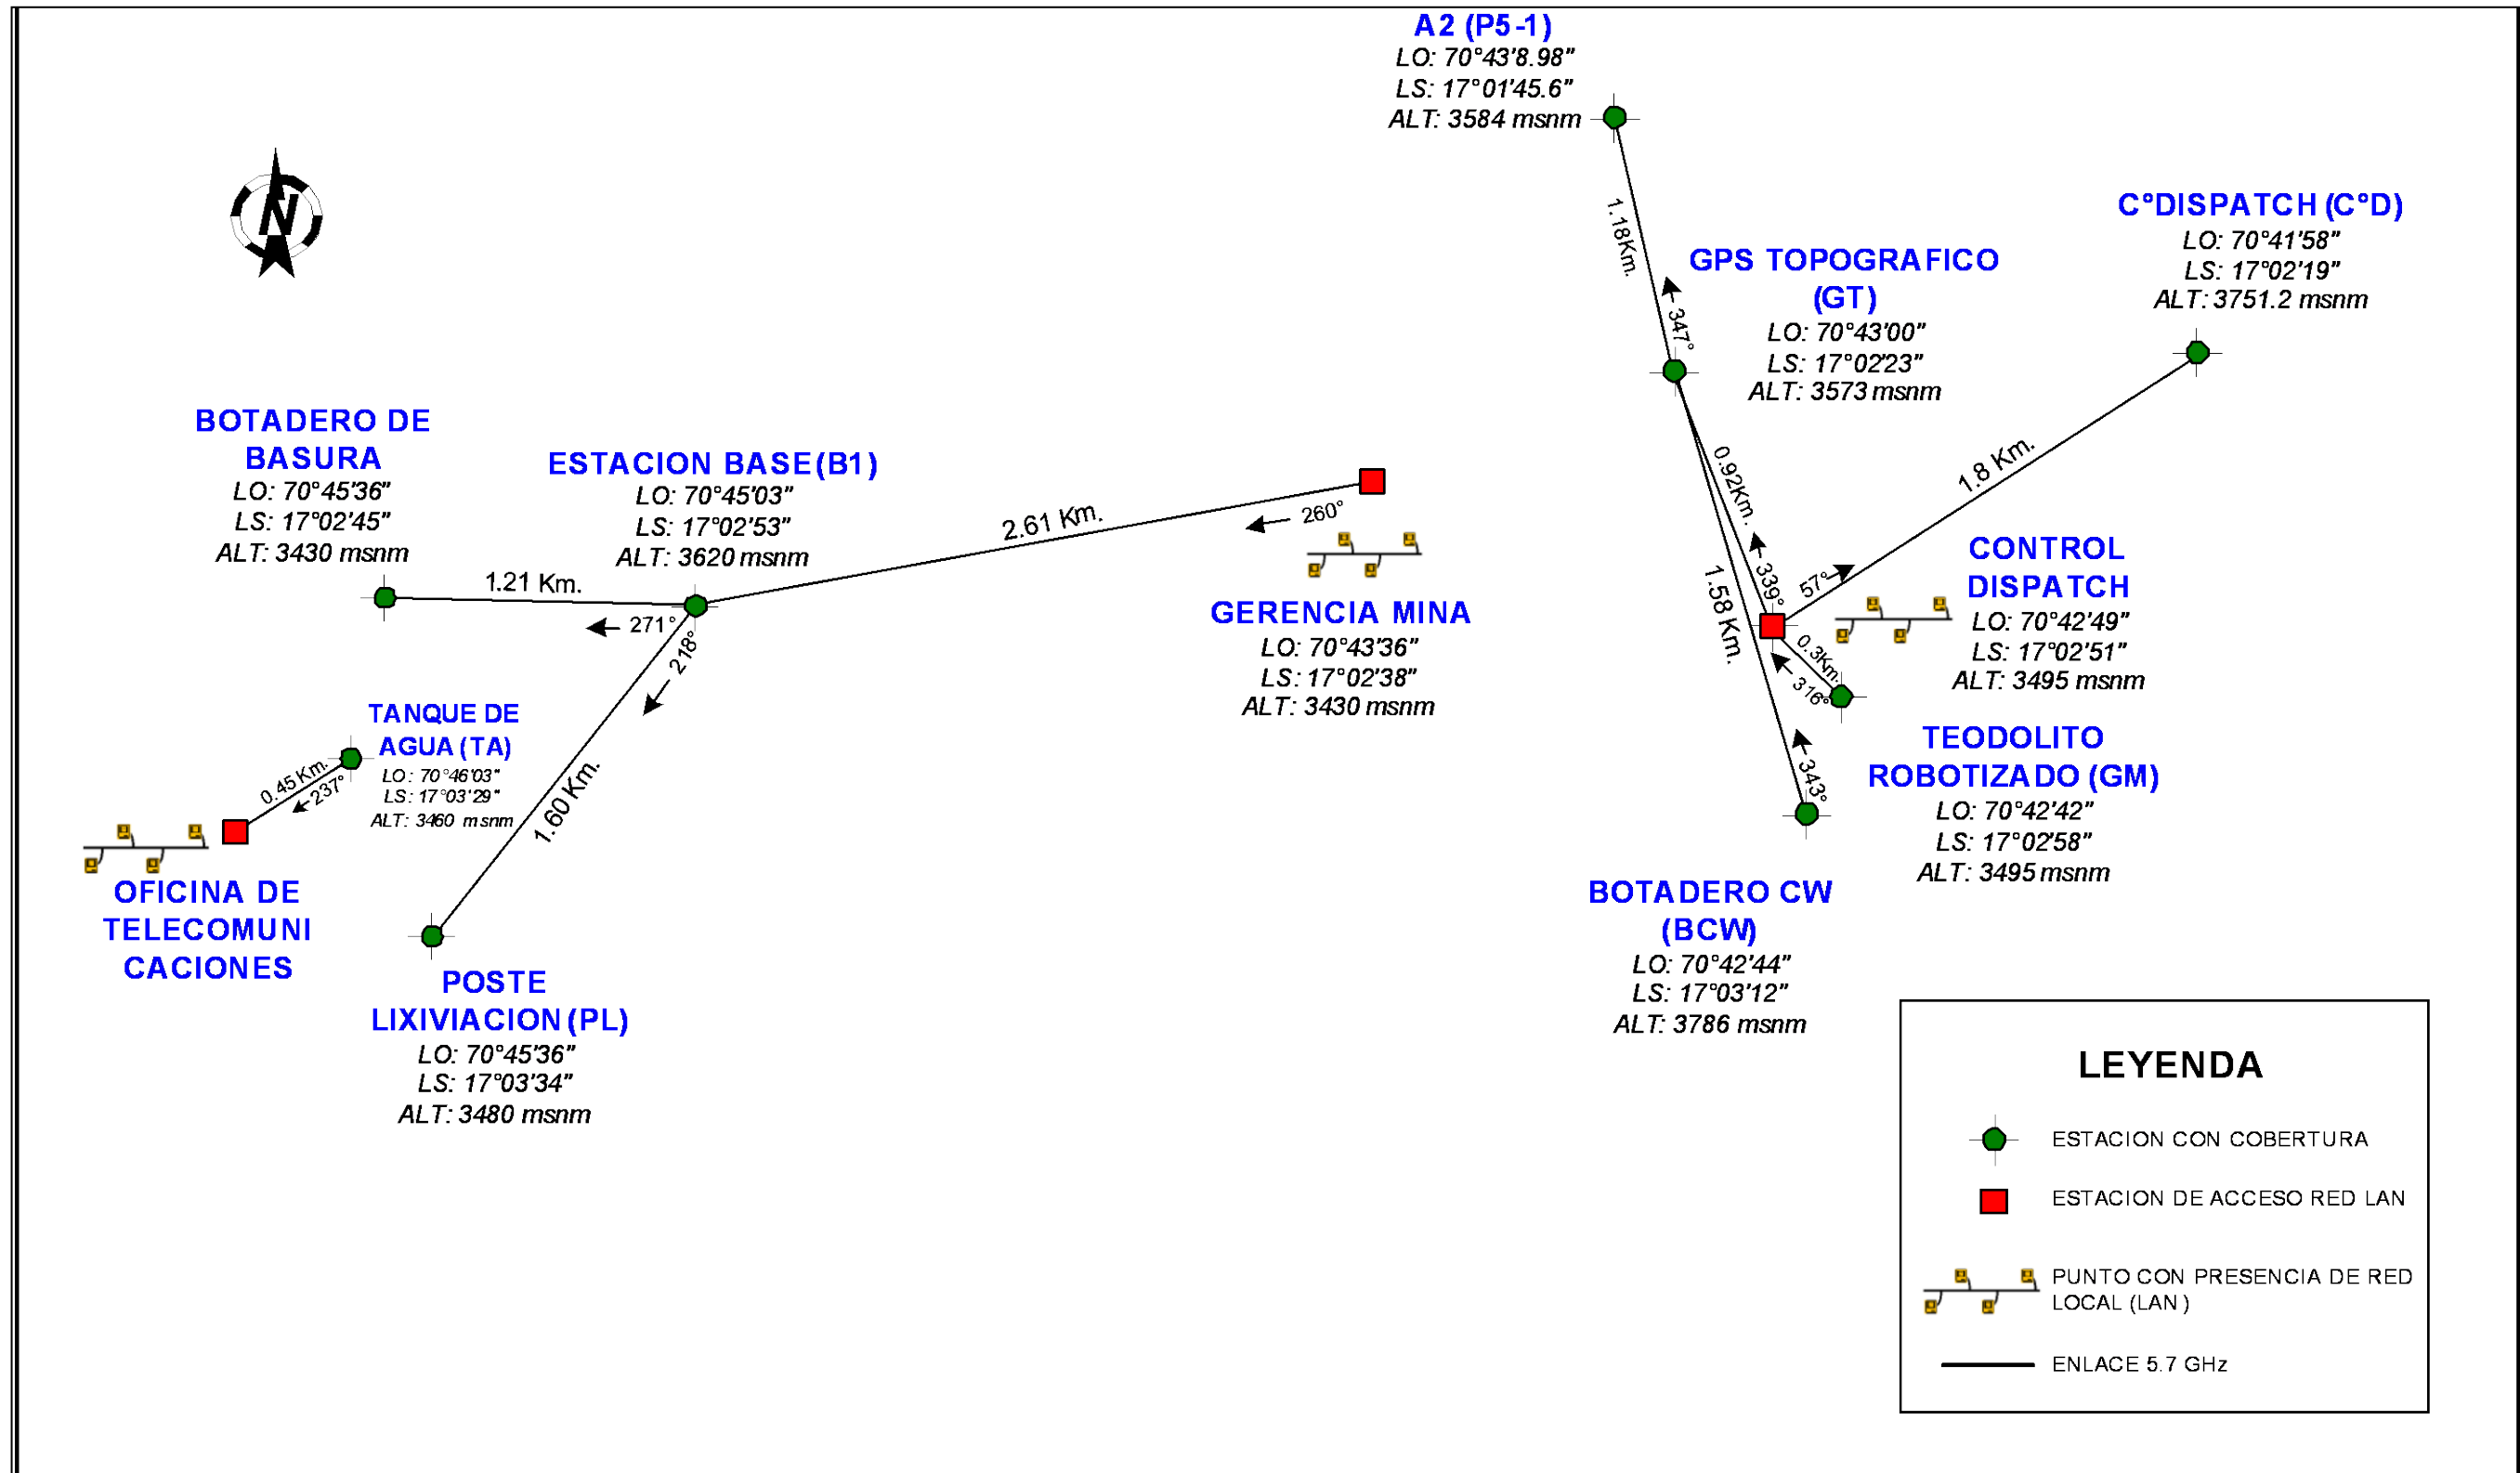 A2 (P5-1)
LO: 70°43'8.98"
LS: 17°01'45.6"
ALT: 3584 msnm
N
1.18Km.
347°
C°DISPATCH (C°D)
LO: 70°41'58"
LS: 17°02'19"
ALT: 3751.2 msnm
GPS TOPOGRAFICO
(GT)
LO: 70°43'00"
LS: 17°02'23"
ALT: 3573 msnm
BOTADERO DE
BASURA
LO: 70°45'36"
LS: 17°02'45"
ALT: 3430 msnm
ESTACION BASE(B1)
LO: 70°45'03"
LS: 17°02'53"
ALT: 3620 msnm
1.21 Km.
271°
218°
2.61 Km.
260°
GERENCIA MINA
LO: 70°43'36"
LS: 17°02'38"
ALT: 3430 msnm
0.92Km.
339°
1.8 Km.
57°
1.58 Km.
343°
0.3Km.
316°
CONTROL
DISPATCH
LO: 70°42'49"
LS: 17°02'51"
ALT: 3495 msnm
TEODOLITO
ROBOTIZADO (GM)
LO: 70°42'42"
LS: 17°02'58"
ALT: 3495 msnm
TANQUE DE
AGUA (TA)
LO: 70°46'03"
LS: 17°03'29"
ALT: 3460 msnm
0.45 Km.
237°
1.60 Km.
OFICINA DE
TELECOMUNI
CACIONES
POSTE
LIXIVIACION (PL)
LO: 70°45'36"
LS: 17°03'34"
ALT: 3480 msnm
BOTADERO CW
(BCW)
LO: 70°42'44"
LS: 17°03'12"
ALT: 3786 msnm
LEYENDA
ESTACION CON COBERTURA
ESTACION DE ACCESO RED LAN
PUNTO CON PRESENCIA DE RED
LOCAL (LAN)
ENLACE 5.7 GHz